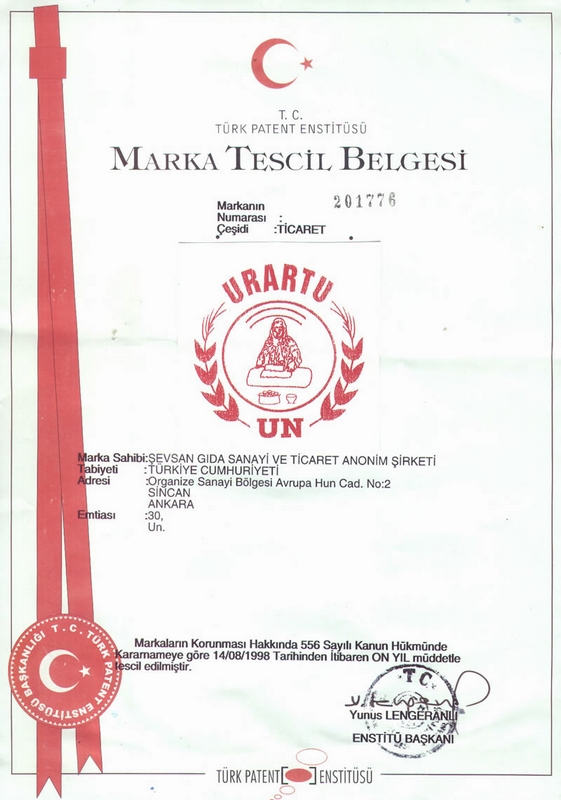 T. C.
TÜRK PATENT ENSTİTÜSÜ
MARKA TESCİL BELGESİ
Markanın
Numarası :
201776
Çeşidi :TİCARET
URARTU
UN
Marka Sahibi:ŞEVSAN GIDA SANAYİ VE TİCARET ANONİM ŞİRKETİ
Tabiyeti :TÜRKİYE CUMHURİYETİ
Adresi :Organize Sanayi Bölgesi Avrupa Hun Cad. No:2
SİNCAN
ANKARA
Emtiası :30,
Un.
Markaların Korunması Hakkında 556 Sayılı Kanun Hükmünde
Kararnameye göre 14/08/1998 Tarihinden İtibaren ON YIL müddetle
tescil edilmiştir.
T.C. TÜRK PATENT ENSTİTÜSÜ BAŞKANLIĞI
T C
Yunus LENGERANLI
ENSTİTÜ BAŞKANI
TÜRK PATENT ENSTİTÜSÜ